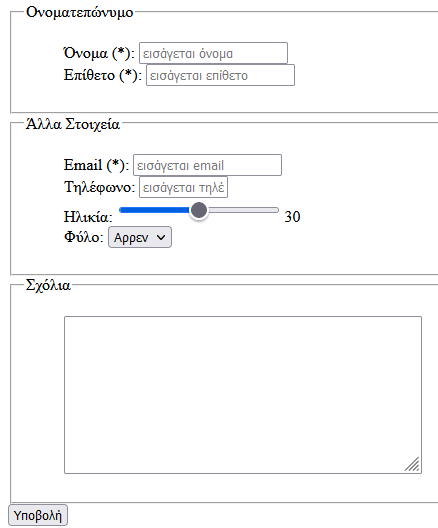 Ονοματεπώνυμο
Όνομα (*): εισάγεται όνομα
Επίθετο (*): εισάγεται επίθετο
Άλλα Στοιχεία
Email (*): εισάγεται email
Τηλέφωνο: εισάγεται τηλέ
Ηλικία: 30
Φύλο: Αρρεν
Σχόλια
Υποβολή